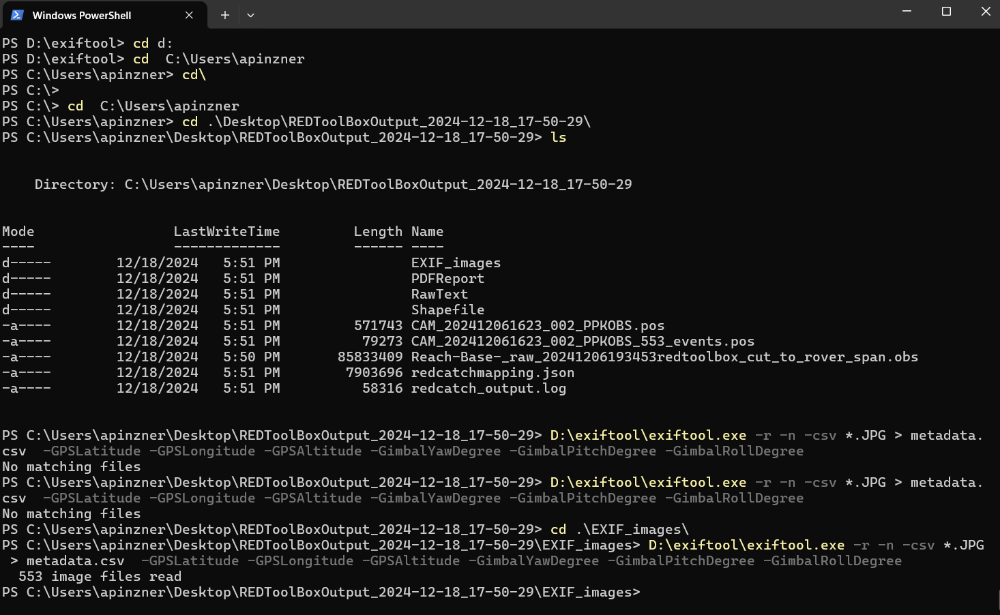 Windows PowerShell
PS D:\exiftool> cd d:
PS D:\exiftool> cd  C:\Users\apinzner
PS C:\Users\apinzner> cd\
PS C:\>
PS C:\> cd  C:\Users\apinzner
PS C:\Users\apinzner> cd .\Desktop\REDToolBoxOutput_2024-12-18_17-50-29\
PS C:\Users\apinzner\Desktop\REDToolBoxOutput_2024-12-18_17-50-29> ls
    Directory: C:\Users\apinzner\Desktop\REDToolBoxOutput_2024-12-18_17-50-29
Mode                 LastWriteTime         Length Name
----                 -------------         ------ ----
d-----        12/18/2024   5:51 PM                EXIF_images
d-----        12/18/2024   5:51 PM                PDFReport
d-----        12/18/2024   5:51 PM                RawText
d-----        12/18/2024   5:51 PM                Shapefile
-a----        12/18/2024   5:51 PM         571743 CAM_202412061623_002_PPKOBS.pos
-a----        12/18/2024   5:51 PM          79273 CAM_202412061623_002_PPKOBS_553_events.pos
-a----        12/18/2024   5:50 PM       85833409 Reach-Base-_raw_20241206193453redtoolbox_cut_to_rover_span.obs
-a----        12/18/2024   5:51 PM        7903696 redcatchmapping.json
-a----        12/18/2024   5:51 PM          58316 redcatch_output.log
PS C:\Users\apinzner\Desktop\REDToolBoxOutput_2024-12-18_17-50-29> D:\exiftool\exiftool.exe -r -n -csv *.JPG > metadata.
csv  -GPSLatitude -GPSLongitude -GPSAltitude -GimbalYawDegree -GimbalPitchDegree -GimbalRollDegree
No matching files
PS C:\Users\apinzner\Desktop\REDToolBoxOutput_2024-12-18_17-50-29> D:\exiftool\exiftool.exe -r -n -csv *.JPG > metadata.
csv  -GPSLatitude -GPSLongitude -GPSAltitude -GimbalYawDegree -GimbalPitchDegree -GimbalRollDegree
No matching files
PS C:\Users\apinzner\Desktop\REDToolBoxOutput_2024-12-18_17-50-29> cd .\EXIF_images\
PS C:\Users\apinzner\Desktop\REDToolBoxOutput_2024-12-18_17-50-29\EXIF_images> D:\exiftool\exiftool.exe -r -n -csv *.JPG
 > metadata.csv  -GPSLatitude -GPSLongitude -GPSAltitude -GimbalYawDegree -GimbalPitchDegree -GimbalRollDegree
  553 image files read
PS C:\Users\apinzner\Desktop\REDToolBoxOutput_2024-12-18_17-50-29\EXIF_images>